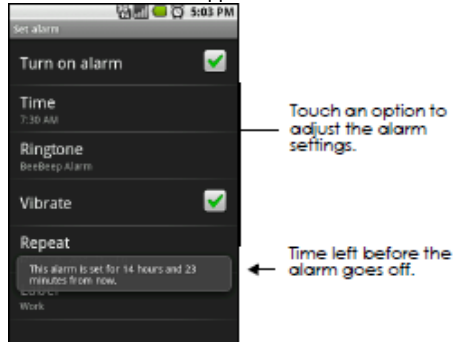 5:03 PM
Set alarm
Turn on alarm
Time
7:30 AM
Ringtone
BeeBeep Alarm
Vibrate
Repeat
This alarm is set for 14 hours and 23
minutes from now.
Work
Touch an option to
adjust the alarm
settings.
Time left before the
alarm goes off.